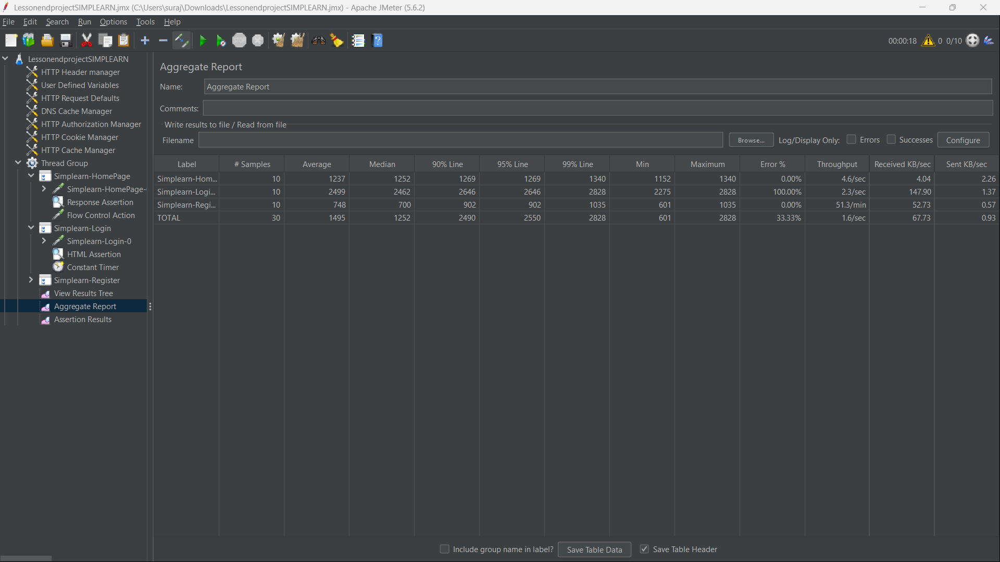 LessonendprojectSIMPLEARN.jmx (C:\Users\suraj\Downloads\LessonendprojectSIMPLEARN.jmx) - Apache JMeter (5.6.2)
File Edit Search Run Options Tools Help
STOP
?
00:00:18 0 0/10
LessonendprojectSIMPLEARN
HTTP Header manager
User Defined Variables
HTTP Request Defaults
DNS Cache Manager
HTTP Authorization Manager
HTTP Cookie Manager
HTTP Cache Manager
Thread Group
Simplearn-HomePage
Simplearn-HomePage-
Response Assertion
Flow Control Action
Simplearn-Login
Simplearn-Login-0
HTML Assertion
Constant Timer
Simplearn-Register
View Results Tree
Aggregate Report
Assertion Results
Aggregate Report
Name: Aggregate Report
Comments:
Write results to file / Read from file
Filename Browse... Log/Display Only: Errors Successes Configure
Label # Samples Average Median 90% Line 95% Line 99% Line Min Maximum Error % Throughput Received KB/sec Sent KB/sec
Simplearn-Hom... 10 1237 1252 1269 1269 1340 1152 1340 0.00% 4.6/sec 4.04 2.26
Simplearn-Logi... 10 2499 2462 2646 2646 2828 2275 2828 100.00% 2.3/sec 147.90 1.37
Simplearn-Regi... 10 748 700 902 902 1035 601 1035 0.00% 51.3/min 52.73 0.57
TOTAL 30 1495 1252 2490 2550 2828 601 2828 33.33% 1.6/sec 67.73 0.93
Include group name in label? Save Table Data Save Table Header